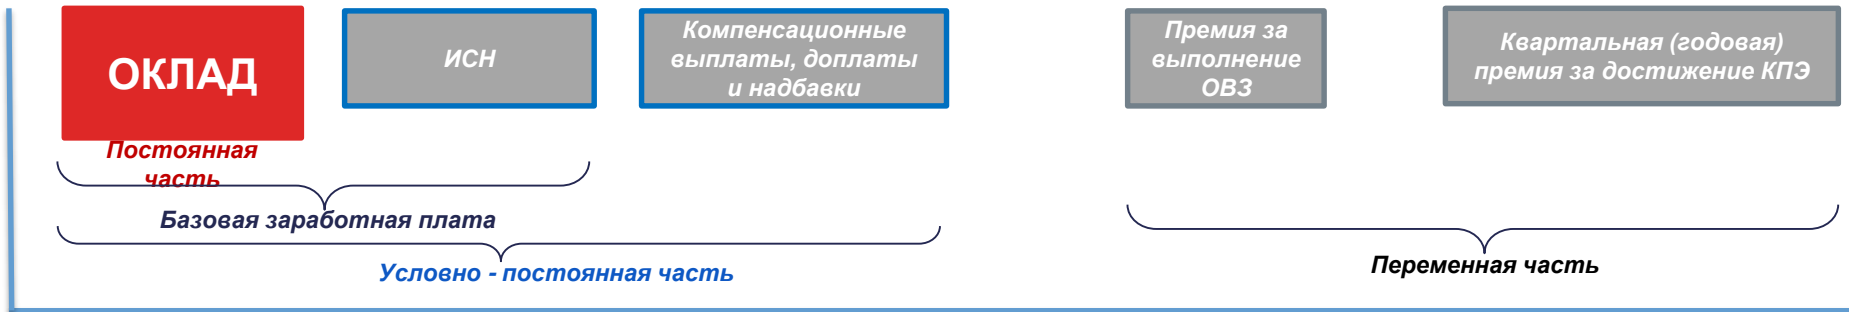 ОКЛАД
ИСН
Компенсационные
выплаты, доплаты
и надбавки
Премия за
выполнение
ОВЗ
Квартальная (годовая)
премия за достижение КПЭ
Постоянная
часть
Базовая заработная плата
Условно - постоянная часть
Переменная часть